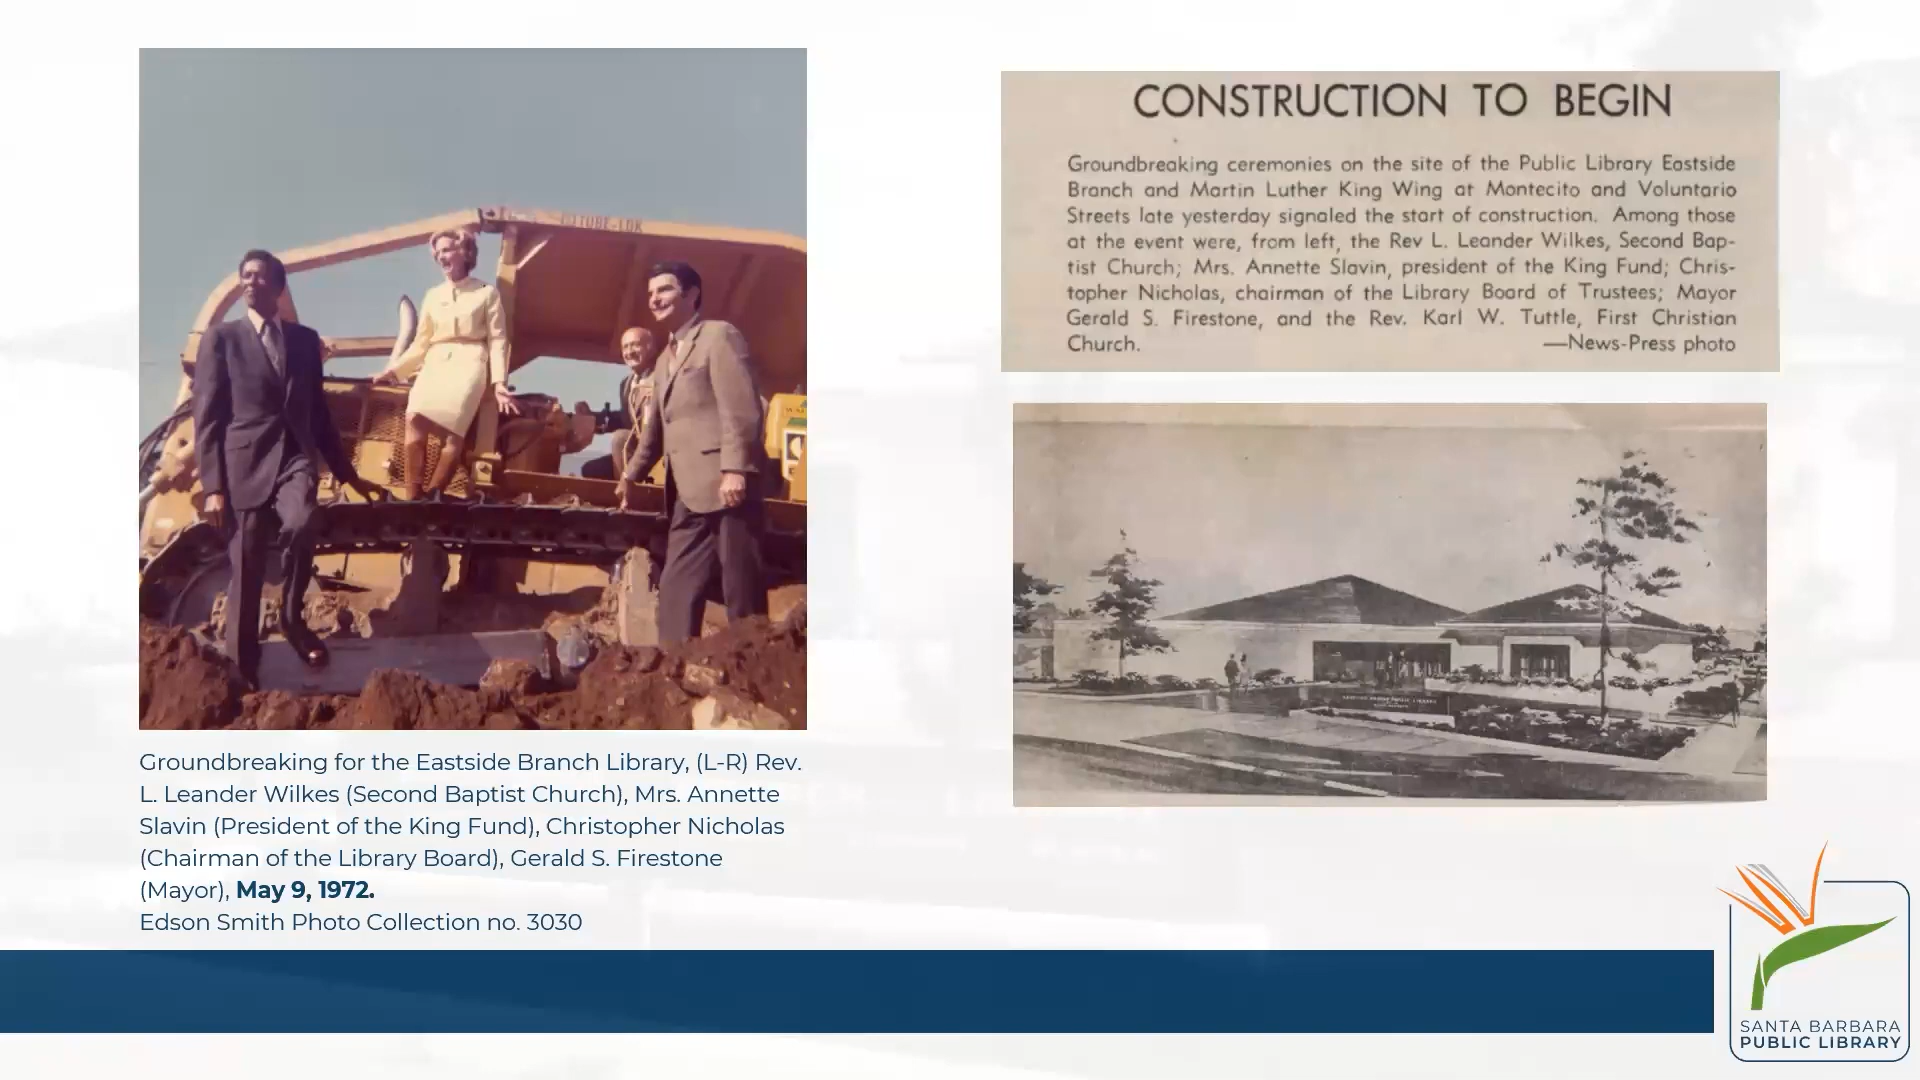 Groundbreaking for the Eastside Branch Library, (L-R) Rev.
L. Leander Wilkes (Second Baptist Church), Mrs. Annette
Slavin (President of the King Fund), Christopher Nicholas
(Chairman of the Library Board), Gerald S. Firestone
(Mayor), May 9, 1972.
Edson Smith Photo Collection no. 3030
CONSTRUCTION TO BEGIN
Groundbreaking ceremonies on the site of the Public Library Eastside
Branch and Martin Luther King Wing at Montecito and Voluntario
Streets late yesterday signaled the start of construction. Among those
at the event were, from left, the Rev L. Leander Wilkes, Second Bap-
tist Church; Mrs. Annette Slavin, president of the King Fund; Chris-
topher Nicholas, chairman of the Library Board of Trustees; Mayor
Gerald S. Firestone, and the Rev. Karl W. Tuttle, First Christian
Church. —News-Press photo
SANTA BARBARA
PUBLIC LIBRARY